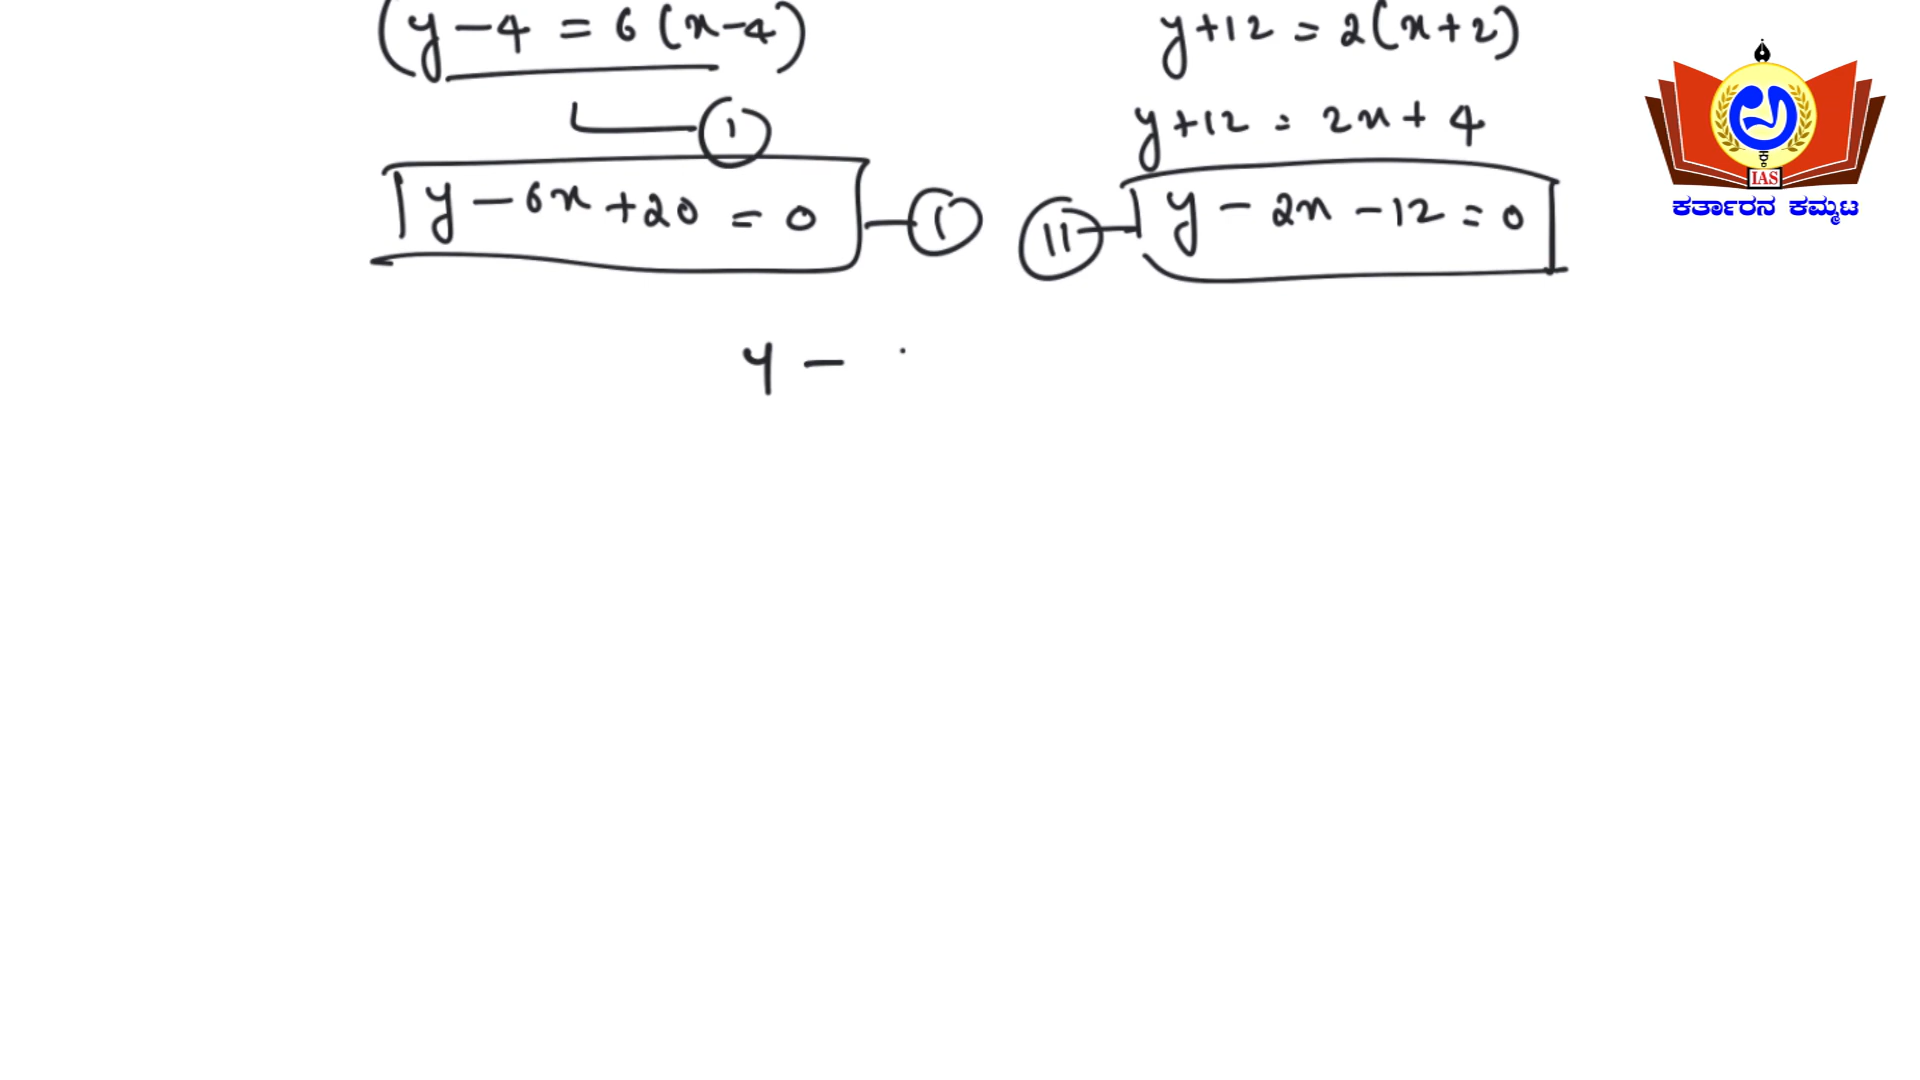 (y-4 = 6(x-4)
1
y-6x+20 = 0 - 1
y+12 = 2(x+2)
y+12 = 2x+4
11 - y-2x-12 = 0
y -
IAS
ಕರ್ತಾರನ ಕಮ್ಮಟ